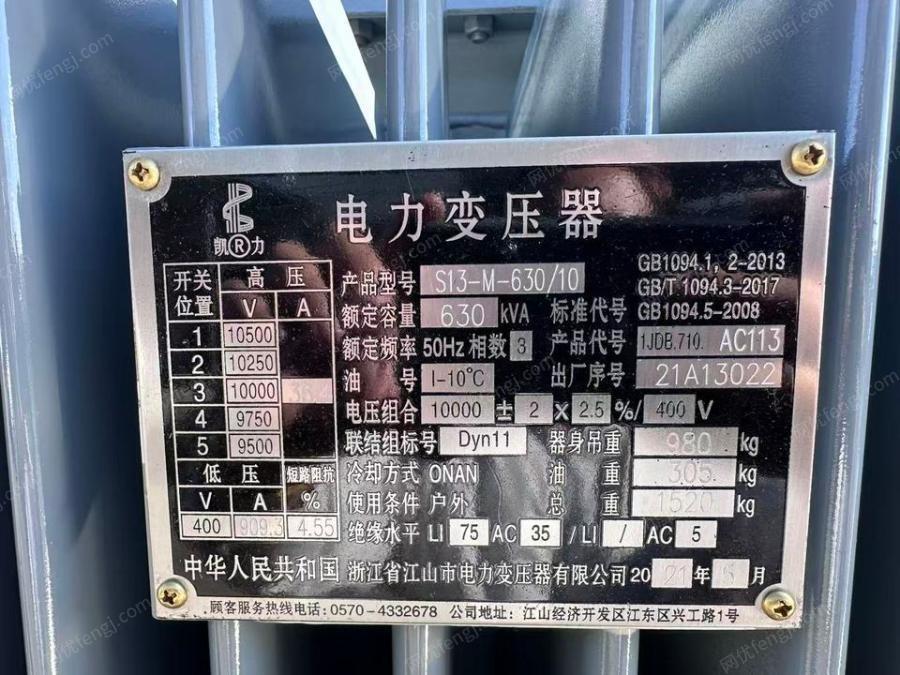 电力变压器
凯®力
开关位置 高压
V A
1 10500
2 10250
3 10000 36.4
4 9750
5 9500
低压 短路阻抗
V A %
400 909.3 4.55
产品型号 S13-M-630/10
GB1094.1, 2-2013
GB/T 1094.3-2017
GB1094.5-2008
额定容量 630 kVA 标准代号
额定频率 50Hz 相数 3 产品代号 1JDB.710. AC113
油号 I-10℃ 出厂序号 21A13022
电压组合 10000 ± 2 × 2.5 %/ 400 V
联结组标号 Dyn11 器身吊重 980 kg
冷却方式 ONAN 油重 305 kg
使用条件 户外 总重 1520 kg
绝缘水平 LI 75 AC 35 / LI / AC 5
中华人民共和国 浙江省江山市电力变压器有限公司 2021年 月
顾客服务热线电话:0570-4332678 公司地址:江山经济开发区江东区兴工路1号
网优fengj.com